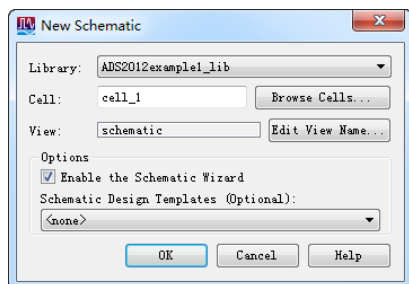 New Schematic
Library: ADS2012example1_lib
Cell: cell_1 Browse Cells...
View: schematic Edit View Name...
Options
Enable the Schematic Wizard
Schematic Design Templates (Optional):
<none>
OK Cancel Help